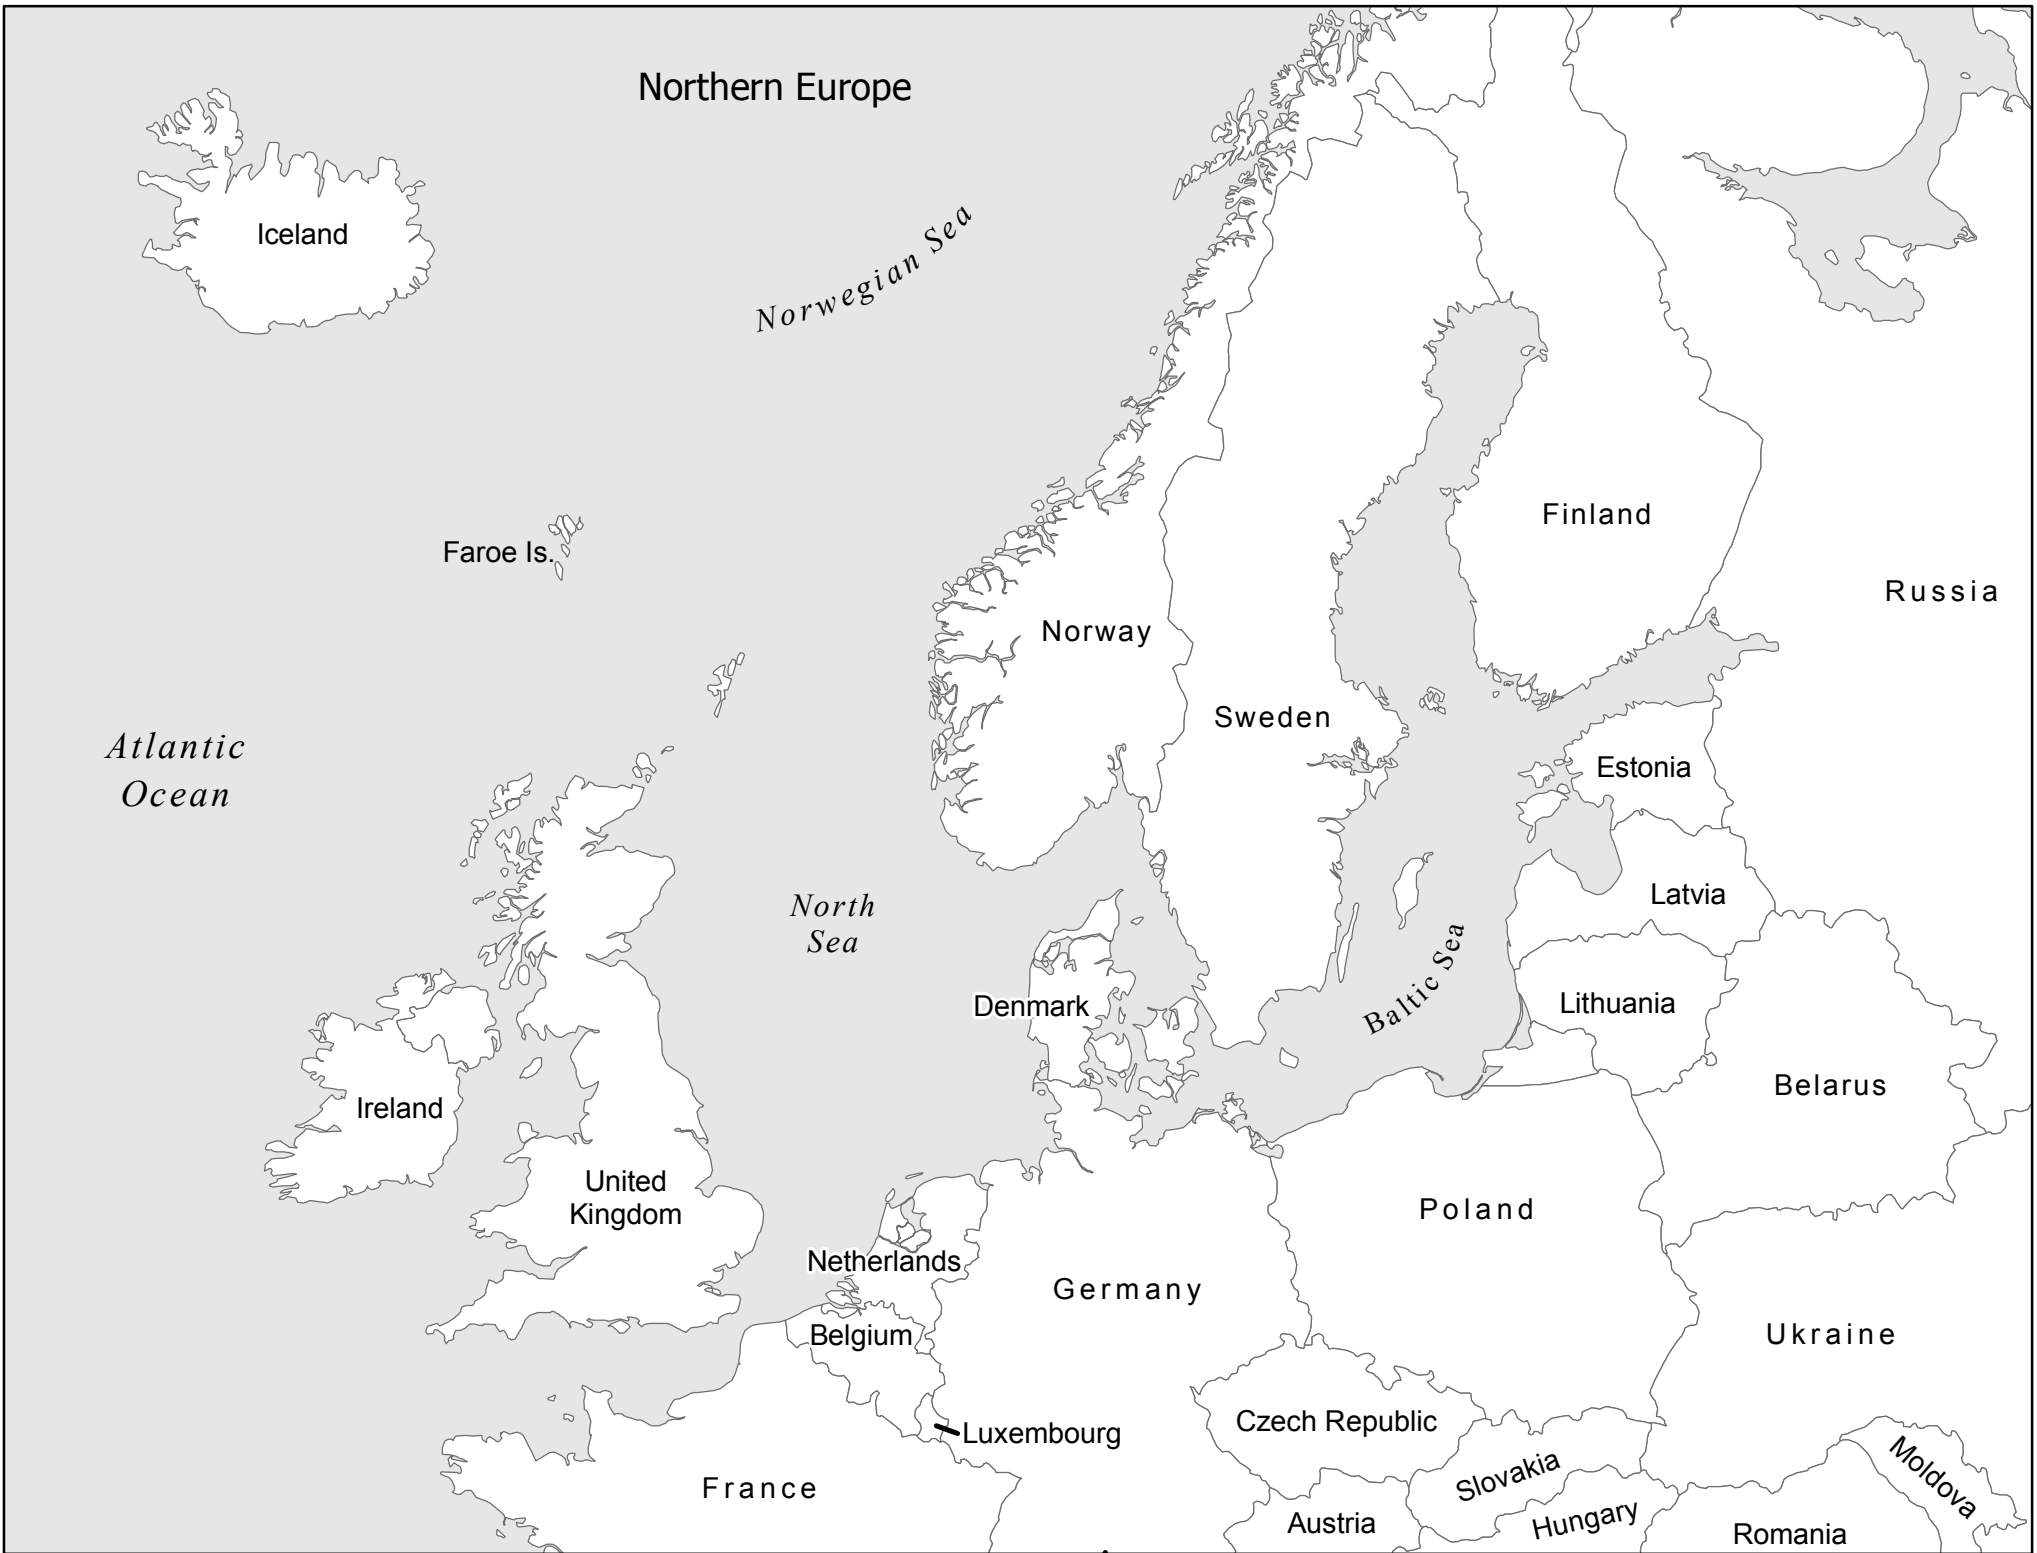 Northern Europe
Iceland
Norwegian Sea
Finland
Faroe Is.
Russia
Norway
Sweden
Atlantic
Ocean
Estonia
Latvia
North
Sea
Baltic Sea
Denmark
Lithuania
Belarus
Ireland
United
Kingdom
Poland
Netherlands
Germany
Belgium
Ukraine
Czech Republic
Luxembourg
Slovakia
Moldova
France
Austria
Hungary
Romania